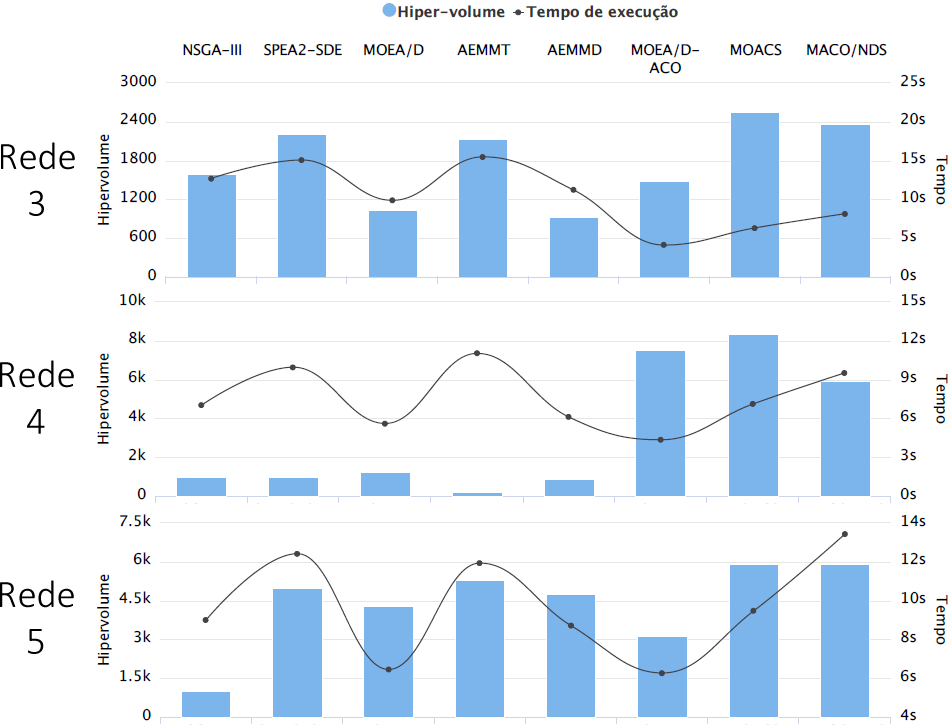 Hiper-volume Tempo de execução
NSGA-III SPEA2-SDE MOEA/D AEMMT AEMMD MOEA/D-ACO MOACS MACO/NDS
Rede
3
Hipervolume
3000
2400
1800
1200
600
0
25s
20s
15s
10s
5s
0s
Tempo
Rede
4
Hipervolume
10k
8k
6k
4k
2k
0
15s
12s
9s
6s
3s
0s
Tempo
Rede
5
Hipervolume
7.5k
6k
4.5k
3k
1.5k
0
14s
12s
10s
8s
6s
4s
Tempo